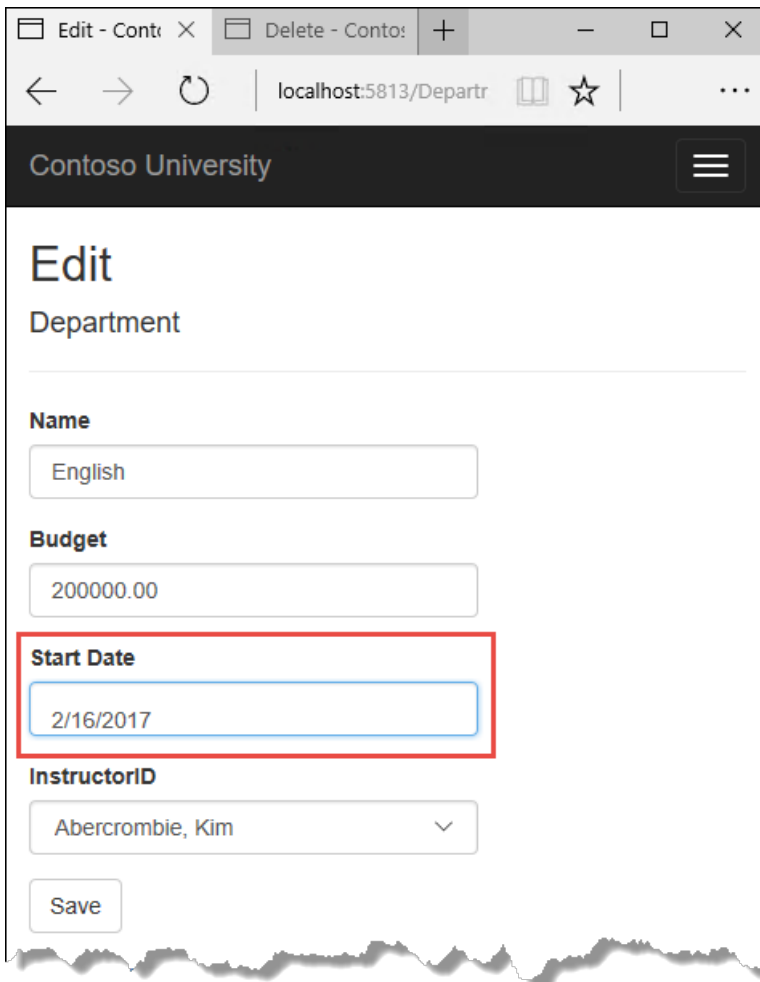 Edit - Conto
Delete - Contos
localhost:5813/Departr
Contoso University
Edit
Department
Name
English
Budget
200000.00
Start Date
2/16/2017
InstructorID
Abercrombie, Kim
Save